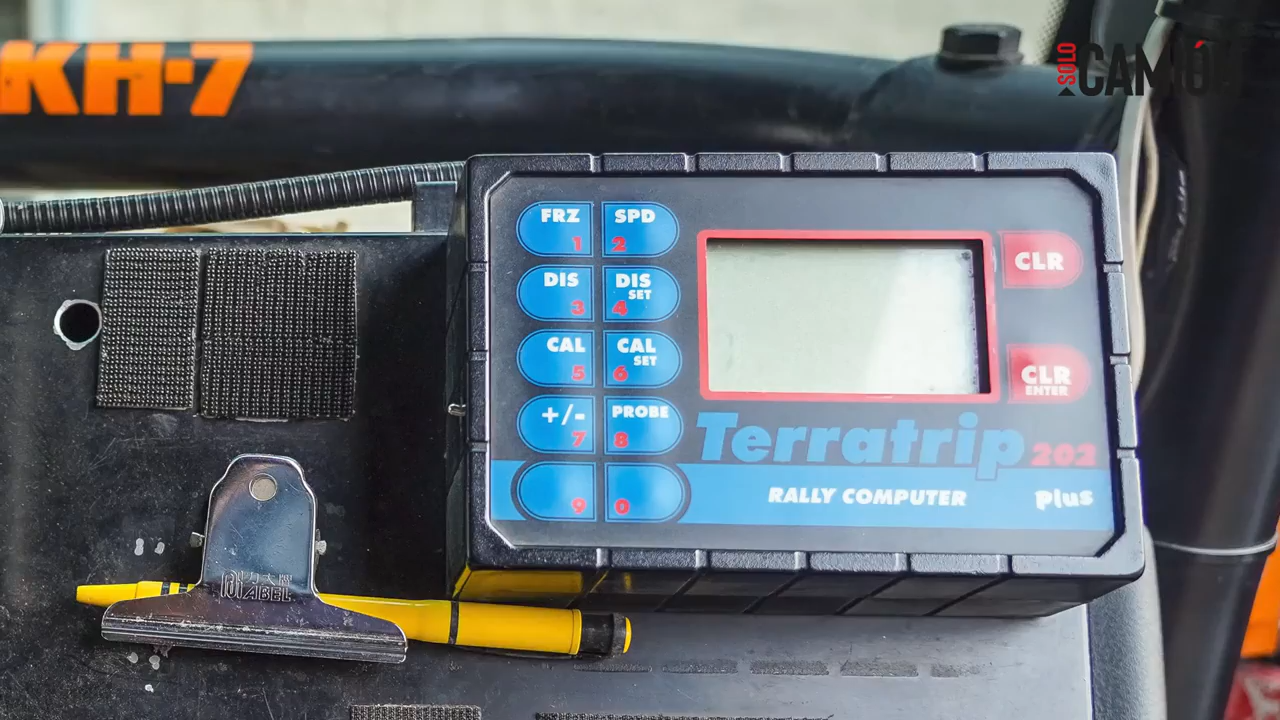 KH-7
SOLO
CAMIÓ
FRZ
1
SPD
2
DIS
3
DIS
SET
4
CAL
5
CAL
SET
6
+/-
7
PROBE
8
9
0
CLR
CLR
ENTER
Terratrip 202
RALLY COMPUTER plus
ABEL